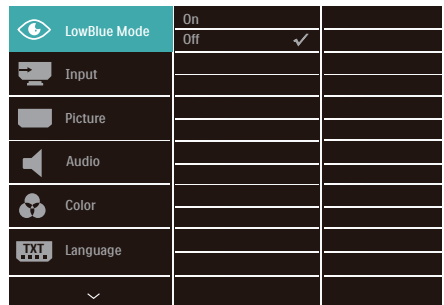 LowBlue Mode
On
Off
Input
Picture
Audio
Color
TXT
Language